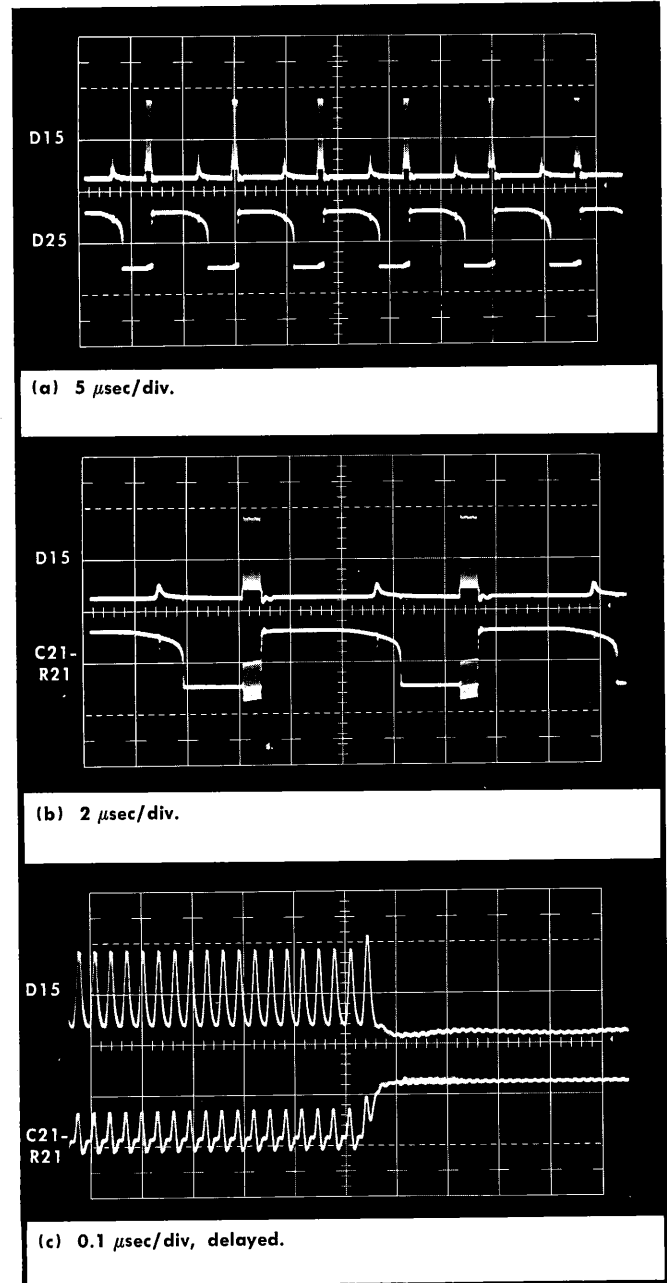 D15
D25
(a) 5 μsec/div.
D15
C21-
R21
(b) 2 μsec/div.
D15
C21-
R21
(c) 0.1 μsec/div, delayed.